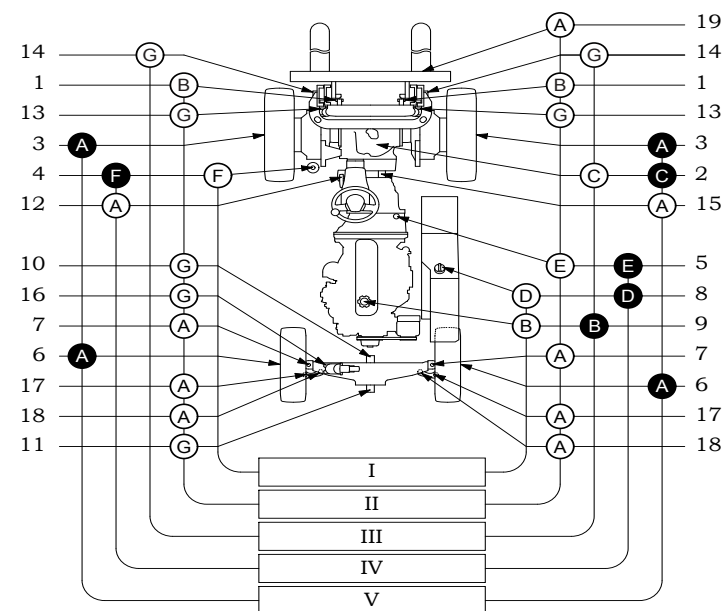 A 19
14 G G 14
1 B B 1
13 G G 13
3 A A 3
4 F F C C 2
12 A A 15
10 G E E 5
16 G D D 8
7 A B B 9
6 A A 7
17 A A 6
18 A A 17
11 G A 18
I
II
III
IV
V